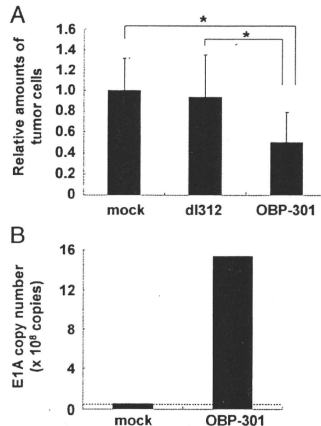 A
Relative amounts of
tumor cells
1.6
1.4
1.2
1.0
0.8
0.6
0.4
0.2
0
*
*
mock
dl312
OBP-301
B
E1A copy number
(x 10⁸ copies)
16
12
8
4
0
mock
OBP-301